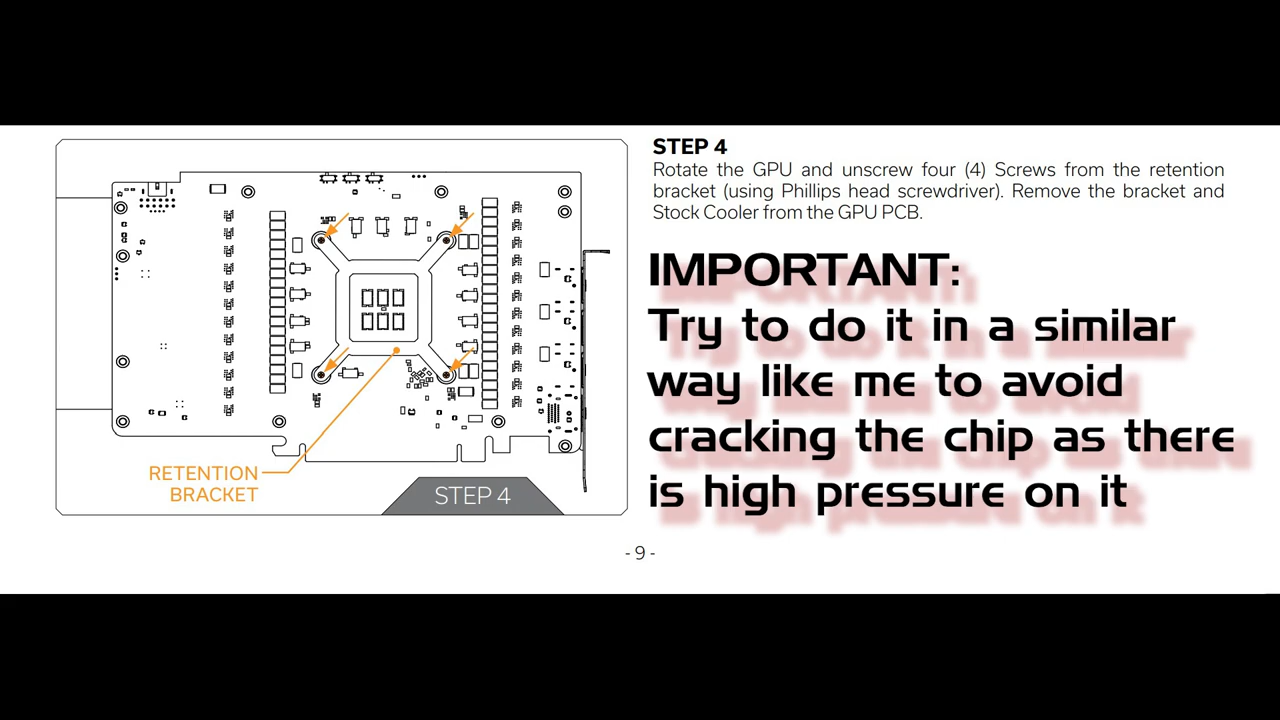 STEP 4
Rotate the GPU and unscrew four (4) Screws from the retention
bracket (using Phillips head screwdriver). Remove the bracket and
Stock Cooler from the GPU PCB.
IMPORTANT:
Try to do it in a similar
way like me to avoid
cracking the chip as there
is high pressure on it
RETENTION
BRACKET
STEP 4
- 9 -